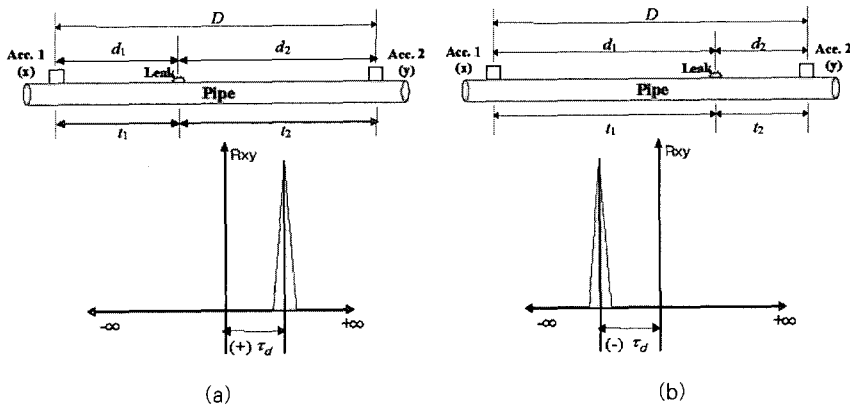 D
Acc. 1
(x)
d1
d2
Acc. 2
(y)
Leak
Pipe
t1
t2
Rxy
-∞
+∞
(+) τd
(a)
D
Acc. 1
(x)
d1
d2
Acc. 2
(y)
Leak
Pipe
t1
t2
Rxy
-∞
+∞
(-) τd
(b)